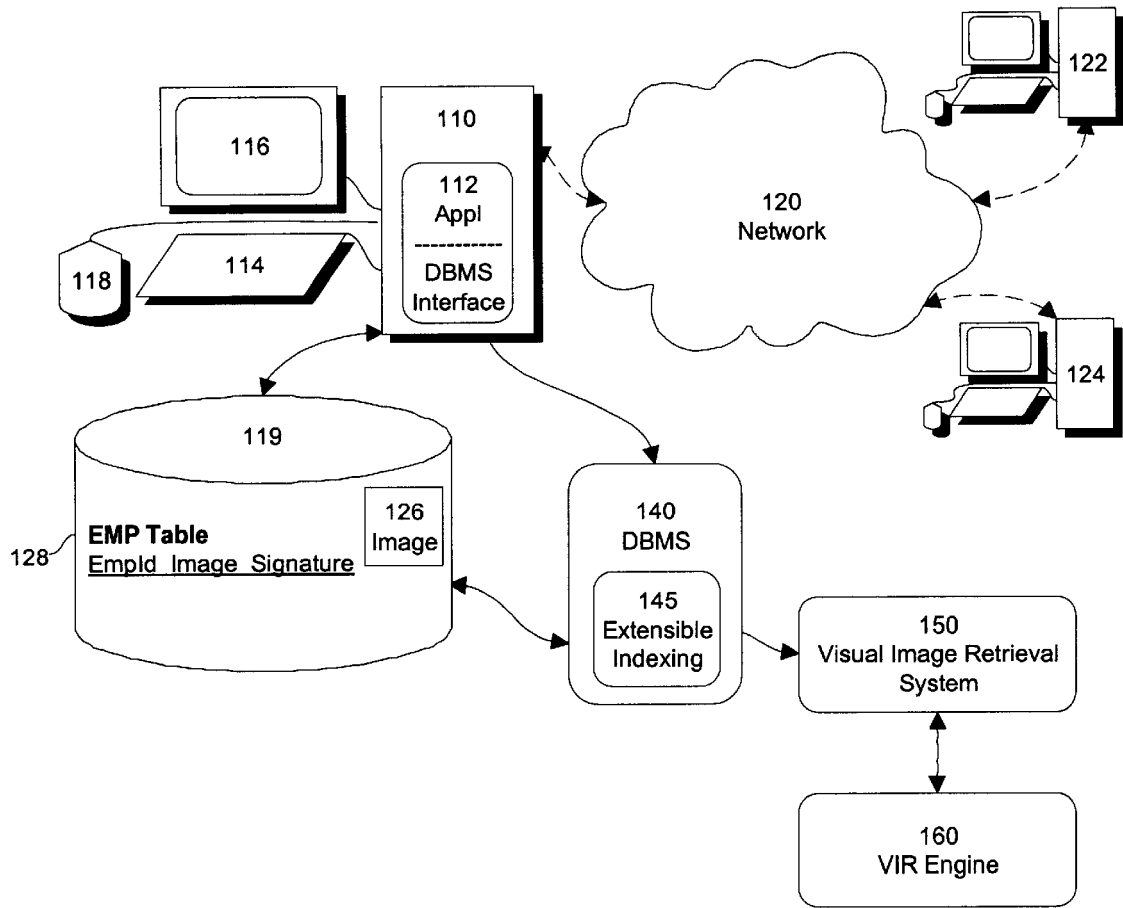 122
110
116
112
Appl
DBMS
Interface
120
Network
118
114
124
119
126
Image
EMP Table
EmpId Image Signature
128
140
DBMS
145
Extensible
Indexing
150
Visual Image Retrieval
System
160
VIR Engine